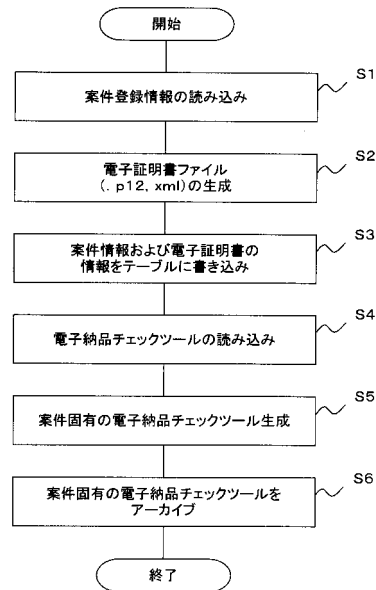 開始
案件登録情報の読み込み
S1
電子証明書ファイル
(. p12, xml)の生成
S2
案件情報および電子証明書の
情報をテーブルに書き込み
S3
電子納品チェックツールの読み込み
S4
案件固有の電子納品チェックツール生成
S5
案件固有の電子納品チェックツールを
アーカイブ
S6
終了